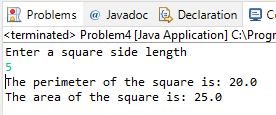 Problems @ Javadoc Declaration
<terminated> Problem4 [Java Application] C:\Progr
Enter a square side length
5
The perimeter of the square is: 20.0
The area of the square is: 25.0